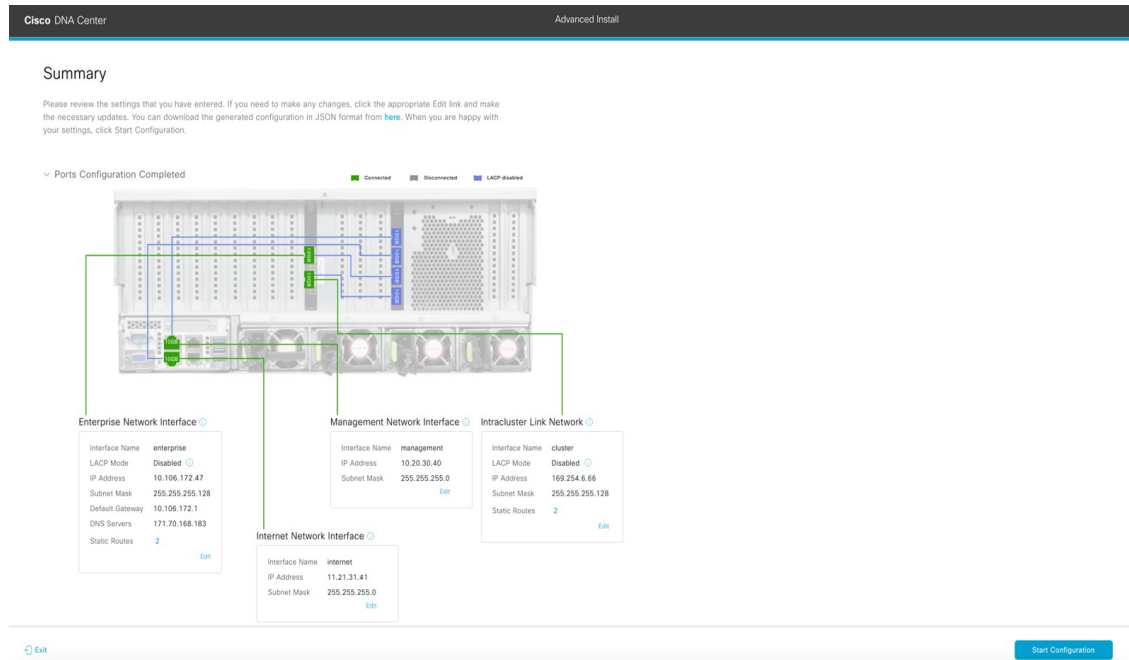 Cisco DNA Center
Advanced Install
Summary
Please review the settings that you have entered. If you need to make any changes, click the appropriate Edit link and make
the necessary updates. You can download the generated configuration in JSON format from here. When you are happy with
your settings, click Start Configuration.
Ports Configuration Completed
Connected
Disconnected
LACP disabled
10GB
10GB
10GB
10GB
10GB
10GB
10GB
10GB
Enterprise Network Interface
Interface Name enterprise
LACP Mode Disabled
IP Address 10.106.172.47
Subnet Mask 255.255.255.128
Default Gateway 10.106.172.1
DNS Servers 171.70.168.183
Static Routes 2
Edit
Management Network Interface
Interface Name management
IP Address 10.20.30.40
Subnet Mask 255.255.255.0
Edit
Intracluster Link Network
Interface Name cluster
LACP Mode Disabled
IP Address 169.254.6.66
Subnet Mask 255.255.255.128
Static Routes 2
Edit
Internet Network Interface
Interface Name internet
IP Address 11.21.31.41
Subnet Mask 255.255.255.0
Edit
Exit
Start Configuration